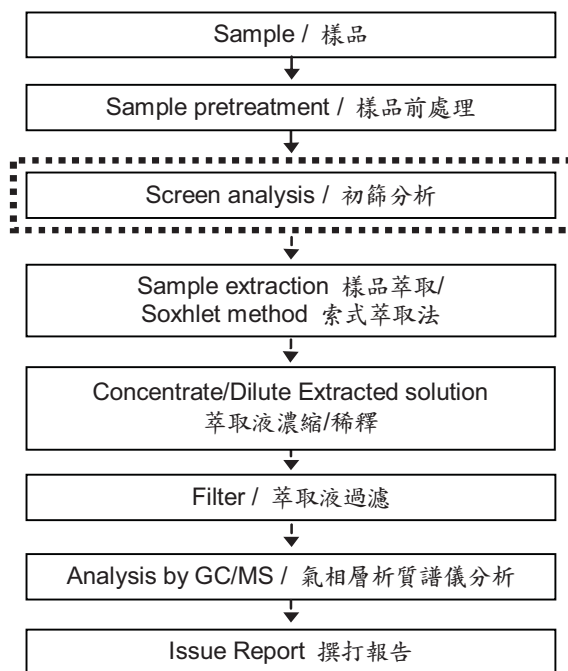 Sample / 樣品
Sample pretreatment / 樣品前處理
Screen analysis / 初篩分析
Sample extraction 樣品萃取/
Soxhlet method 索式萃取法
Concentrate/Dilute Extracted solution
萃取液濃縮/稀釋
Filter / 萃取液過濾
Analysis by GC/MS / 氣相層析質譜儀分析
Issue Report 撰打報告